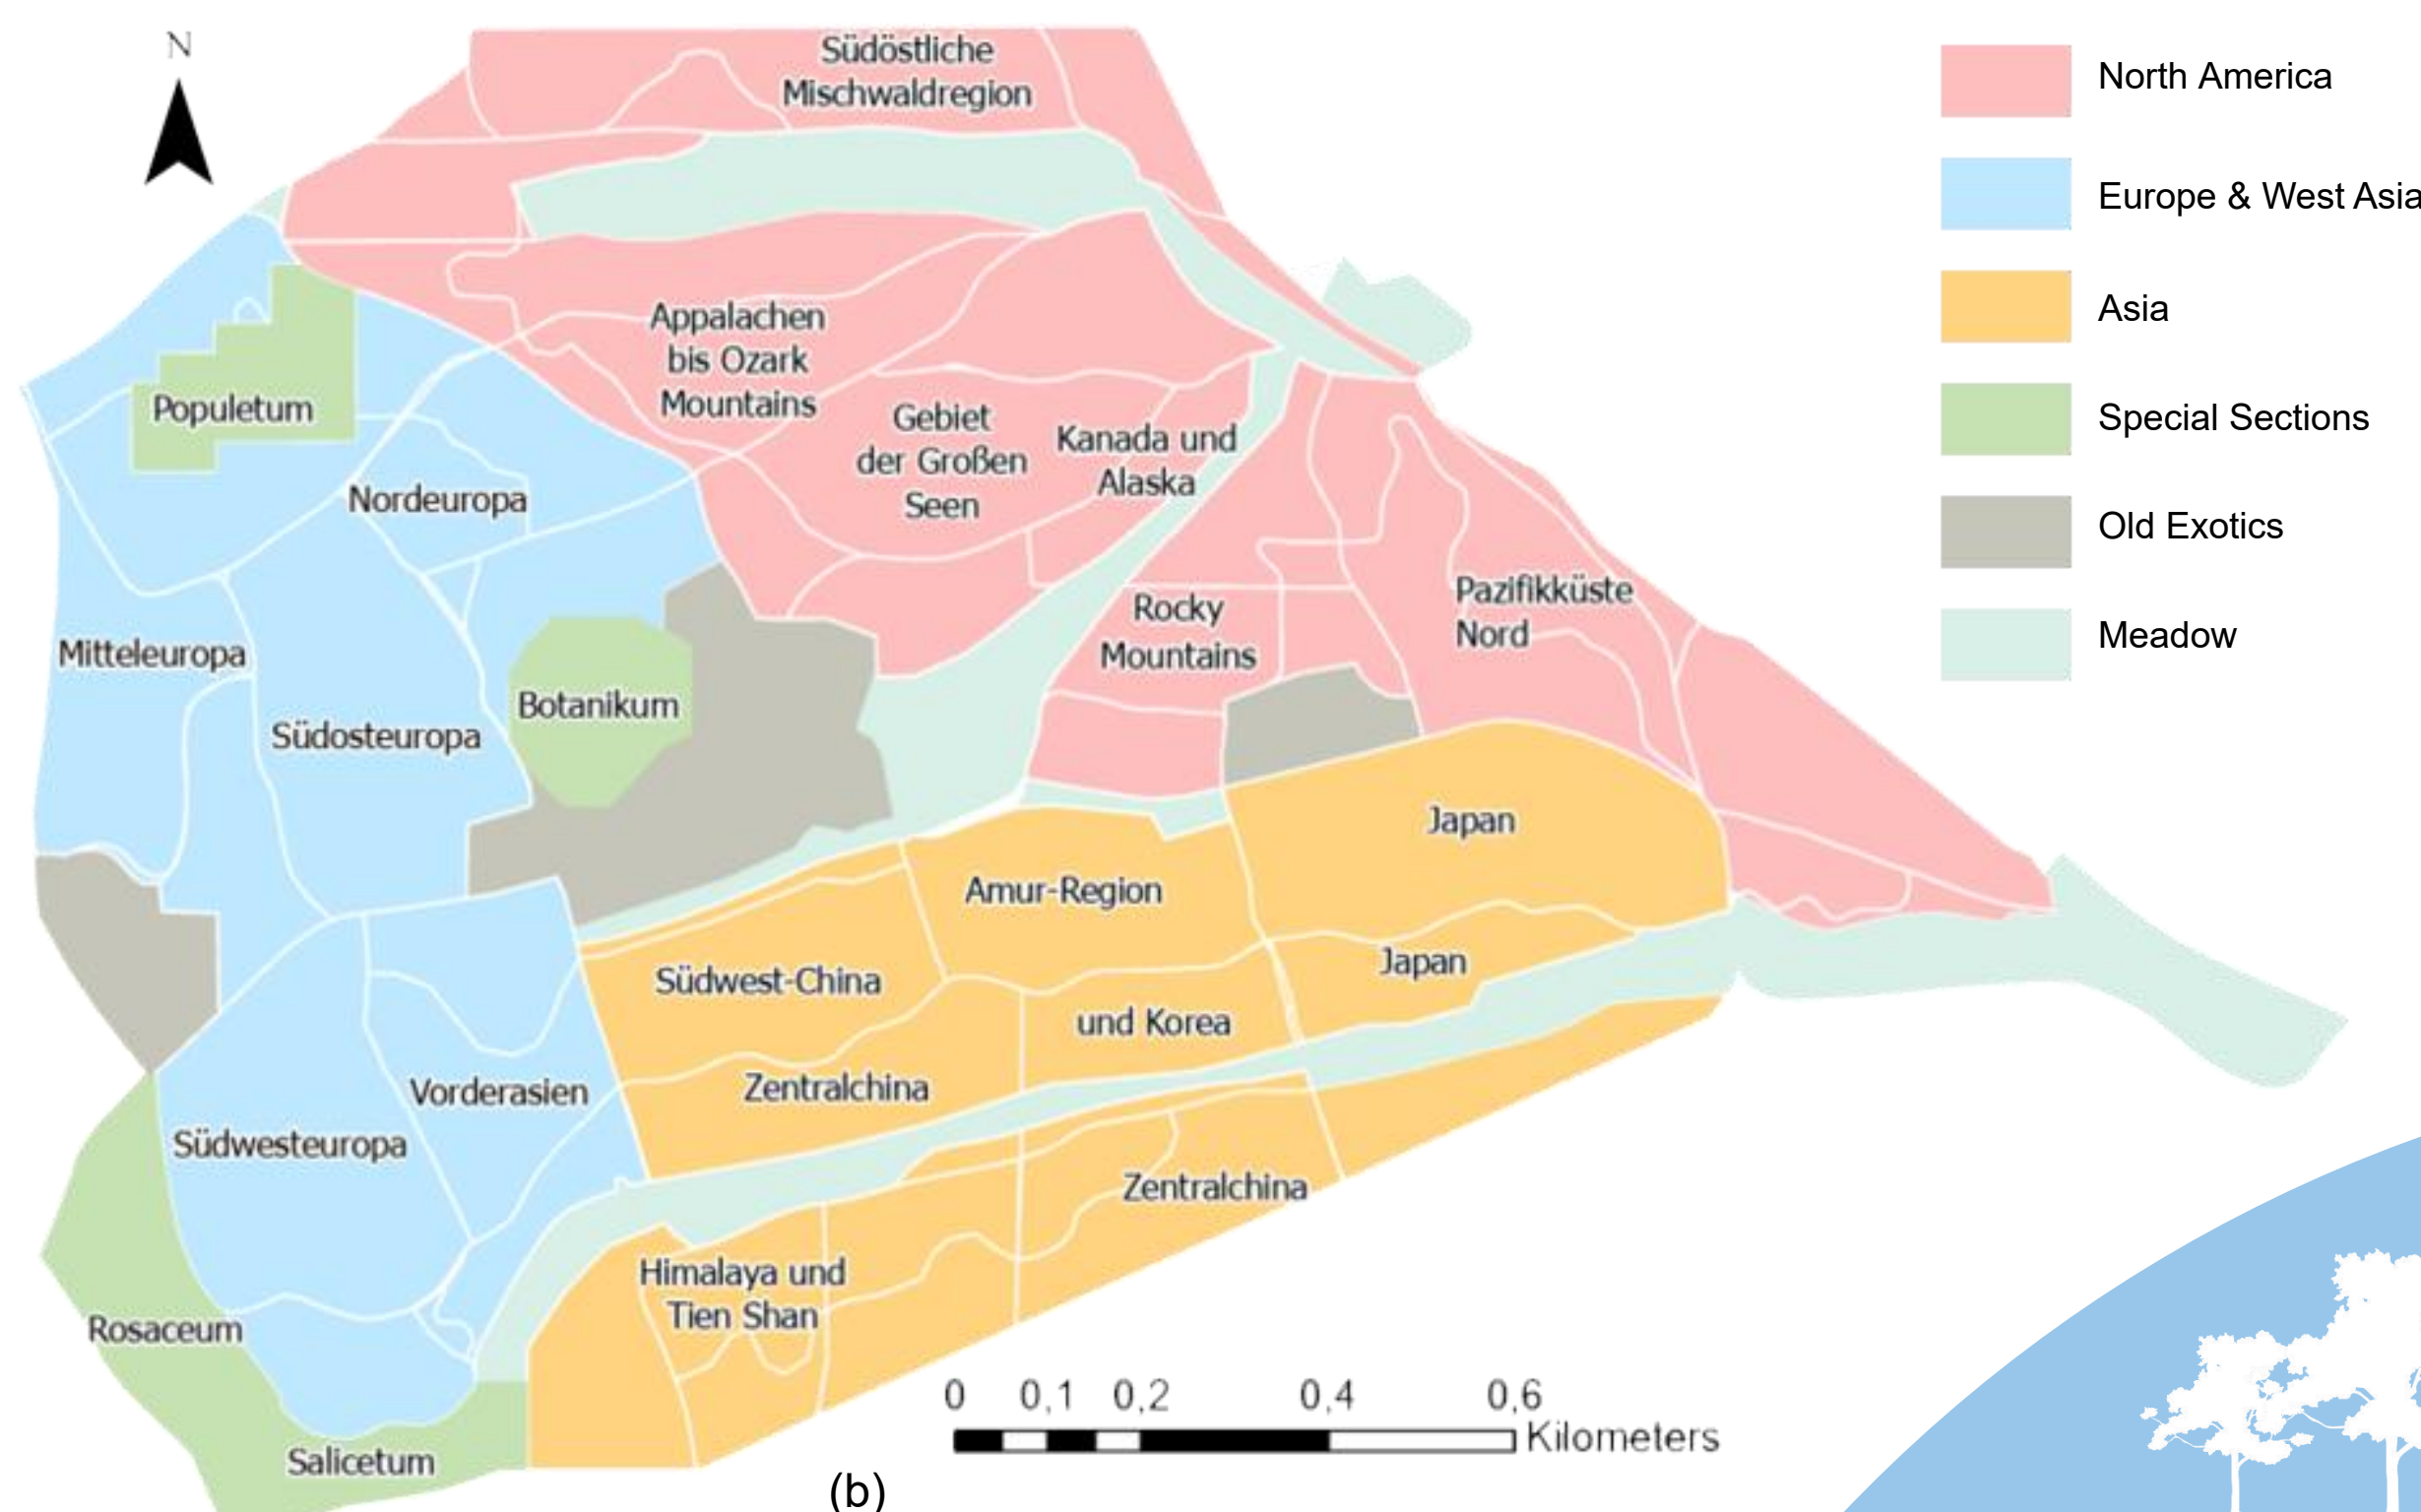 N
Südöstliche
Mischwaldregion
North America
Europe & West Asia
Asia
Special Sections
Old Exotics
Meadow
Appalachen
bis Ozark
Mountains
Populetum
Gebiet
der Großen
Seen
Kanada und
Alaska
Nordeuropa
Rocky
Mountains
Pazifikküste
Nord
Mitteleuropa
Botanikum
Südosteuropa
Japan
Amur-Region
Japan
Südwest-China
und Korea
Zentralchina
Vorderasien
Südwesteuropa
Zentralchina
Himalaya und
Tien Shan
Rosaceum
Salicetum
0 0,1 0,2 0,4 0,6
Kilometers
(b)